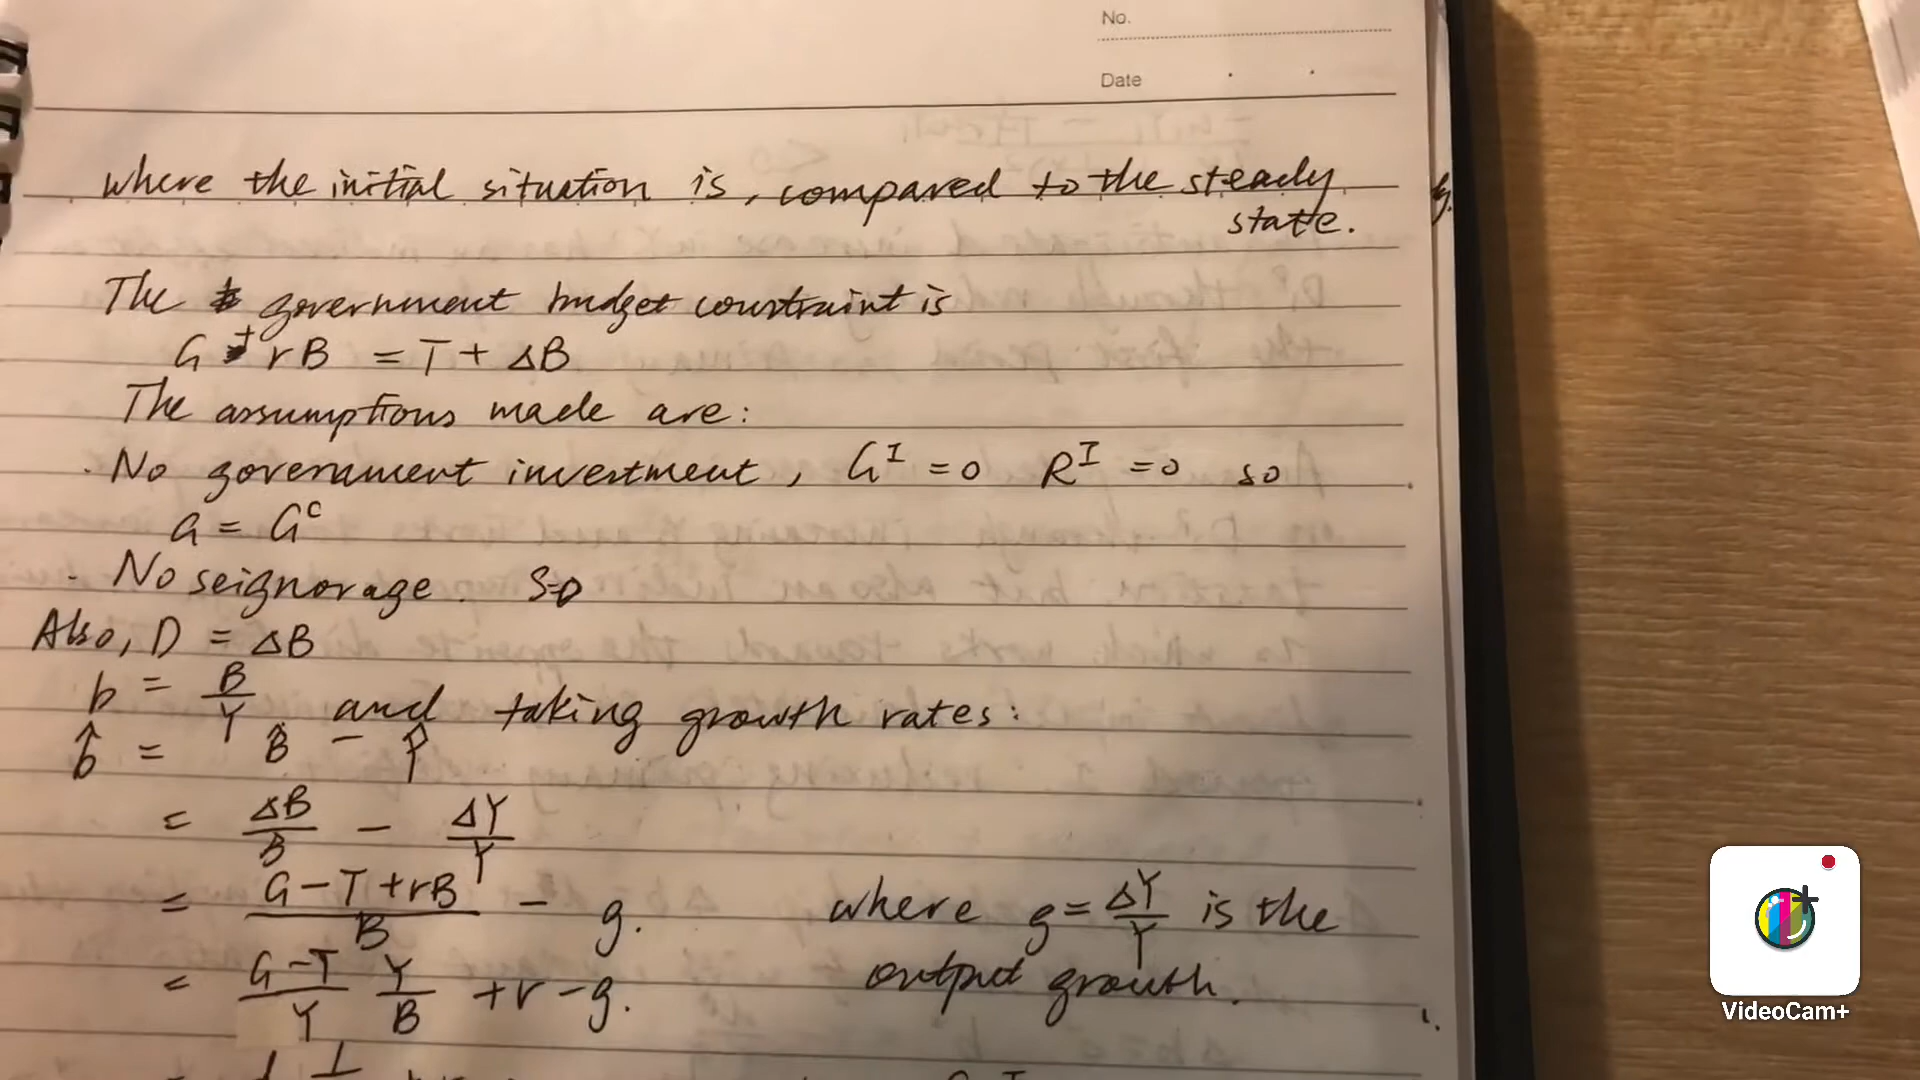 No.
Date
where the initial situation is, compared to the steady
state.
The government budget constraint is
G + rB = T + ΔB
The assumptions made are:
. No government investment, G^I = 0 R^I = 0 so
G = G^C
. No seignorage. So
Also, D = ΔB
b = B/Y and taking growth rates:
b̂ = B̂ - Ŷ
= ΔB/B - ΔY/Y
= (G - T + rB)/B - g. where g = ΔY/Y is the
output growth.
= (G-T)/Y Y/B + r - g.
VideoCam+